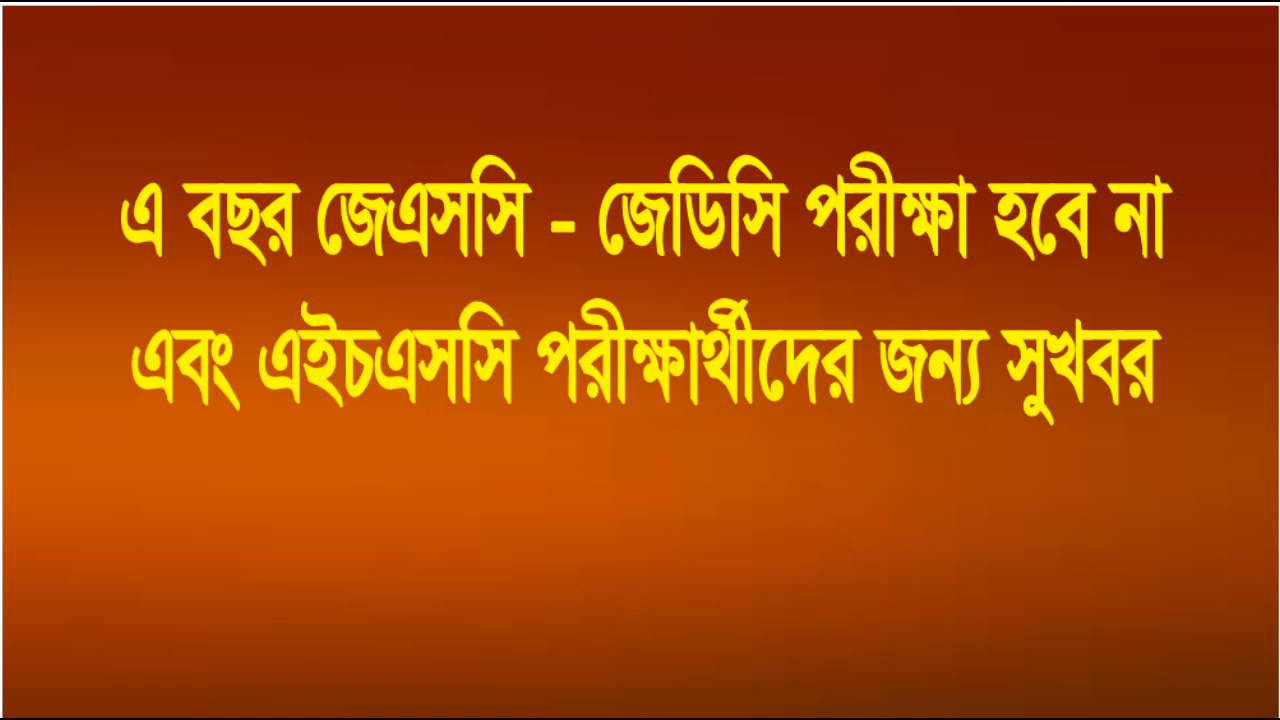 এ বছর জেএসসি - জেডিসি পরীক্ষা হবে না
এবং এইচএসসি পরীক্ষার্থীদের জন্য সুখবর